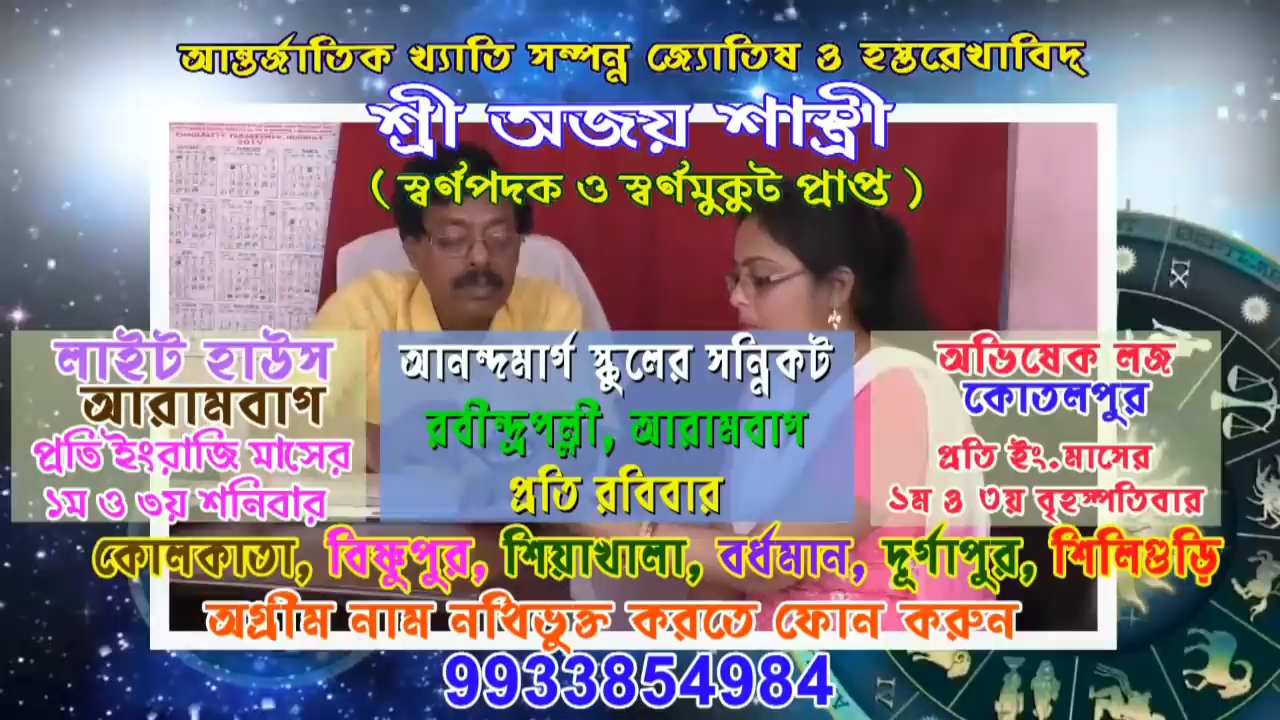 আন্তর্জাতিক খ্যাতি সম্পন্ন জ্যোতিষ ও হস্তরেখাবিদ্
শ্রী অজয় শাস্ত্রী
( স্বর্ণপদক ও স্বর্ণমুকুট প্রাপ্ত )
লাইট হাউস
আরামবাগ
প্রতি ইংরাজি মাসের
১ম ও ৩য় শনিবার
আনন্দমার্গ স্কুলের সন্নিকট
রবীন্দ্রপল্লী, আরামবাগ
প্রতি রবিবার
অভিষেক লজ
কোতলপুর
প্রতি ইং.মাসের
১ম ও ৩য় বৃহস্পতিবার
কোলকাতা, বিষ্ণুপুর, শিয়াখালা, বর্ধমান, দূর্গাপুর, শিলিগুড়ি
অগ্রীম নাম নথিভুক্ত করতে ফোন করুন
9933854984